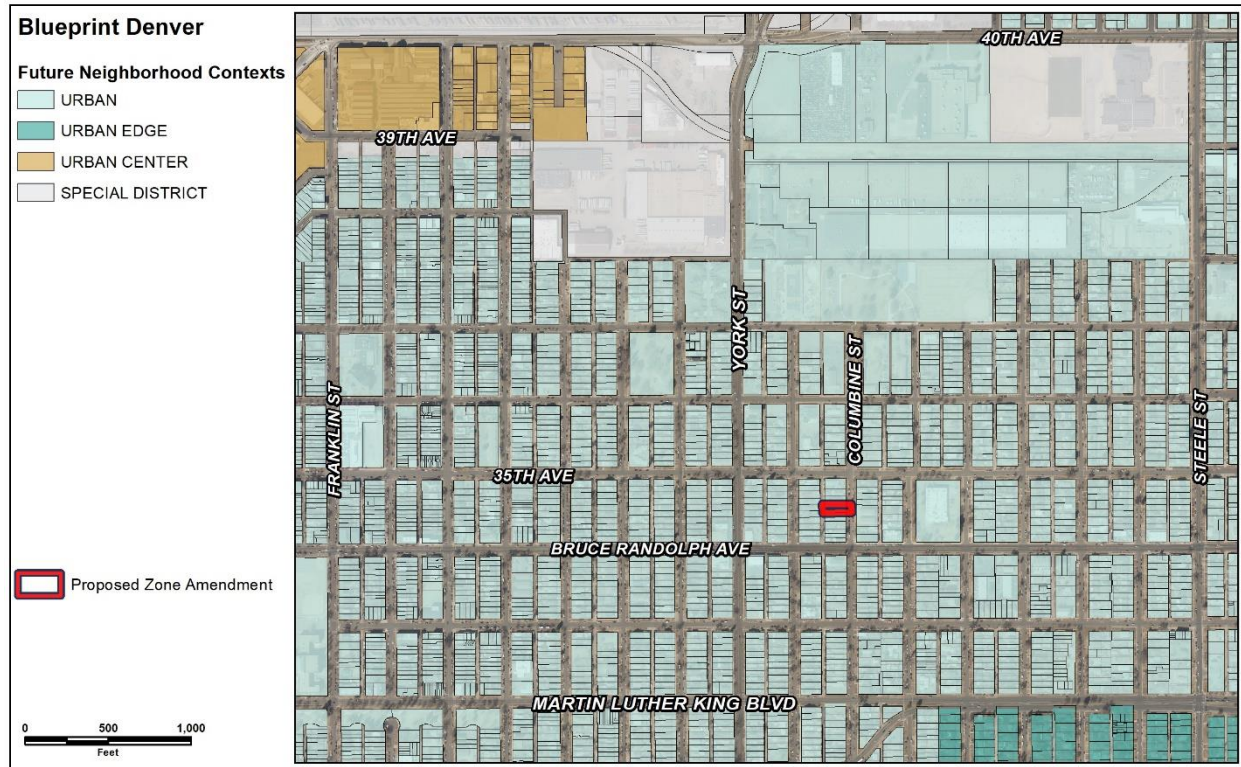 Blueprint Denver
Future Neighborhood Contexts
URBAN
URBAN EDGE
URBAN CENTER
SPECIAL DISTRICT
Proposed Zone Amendment
0 500 1,000
Feet
40TH AVE
39TH AVE
YORK ST
COLUMBINE ST
FRANKLIN ST
STEELE ST
35TH AVE
BRUCE RANDOLPH AVE
MARTIN LUTHER KING BLVD